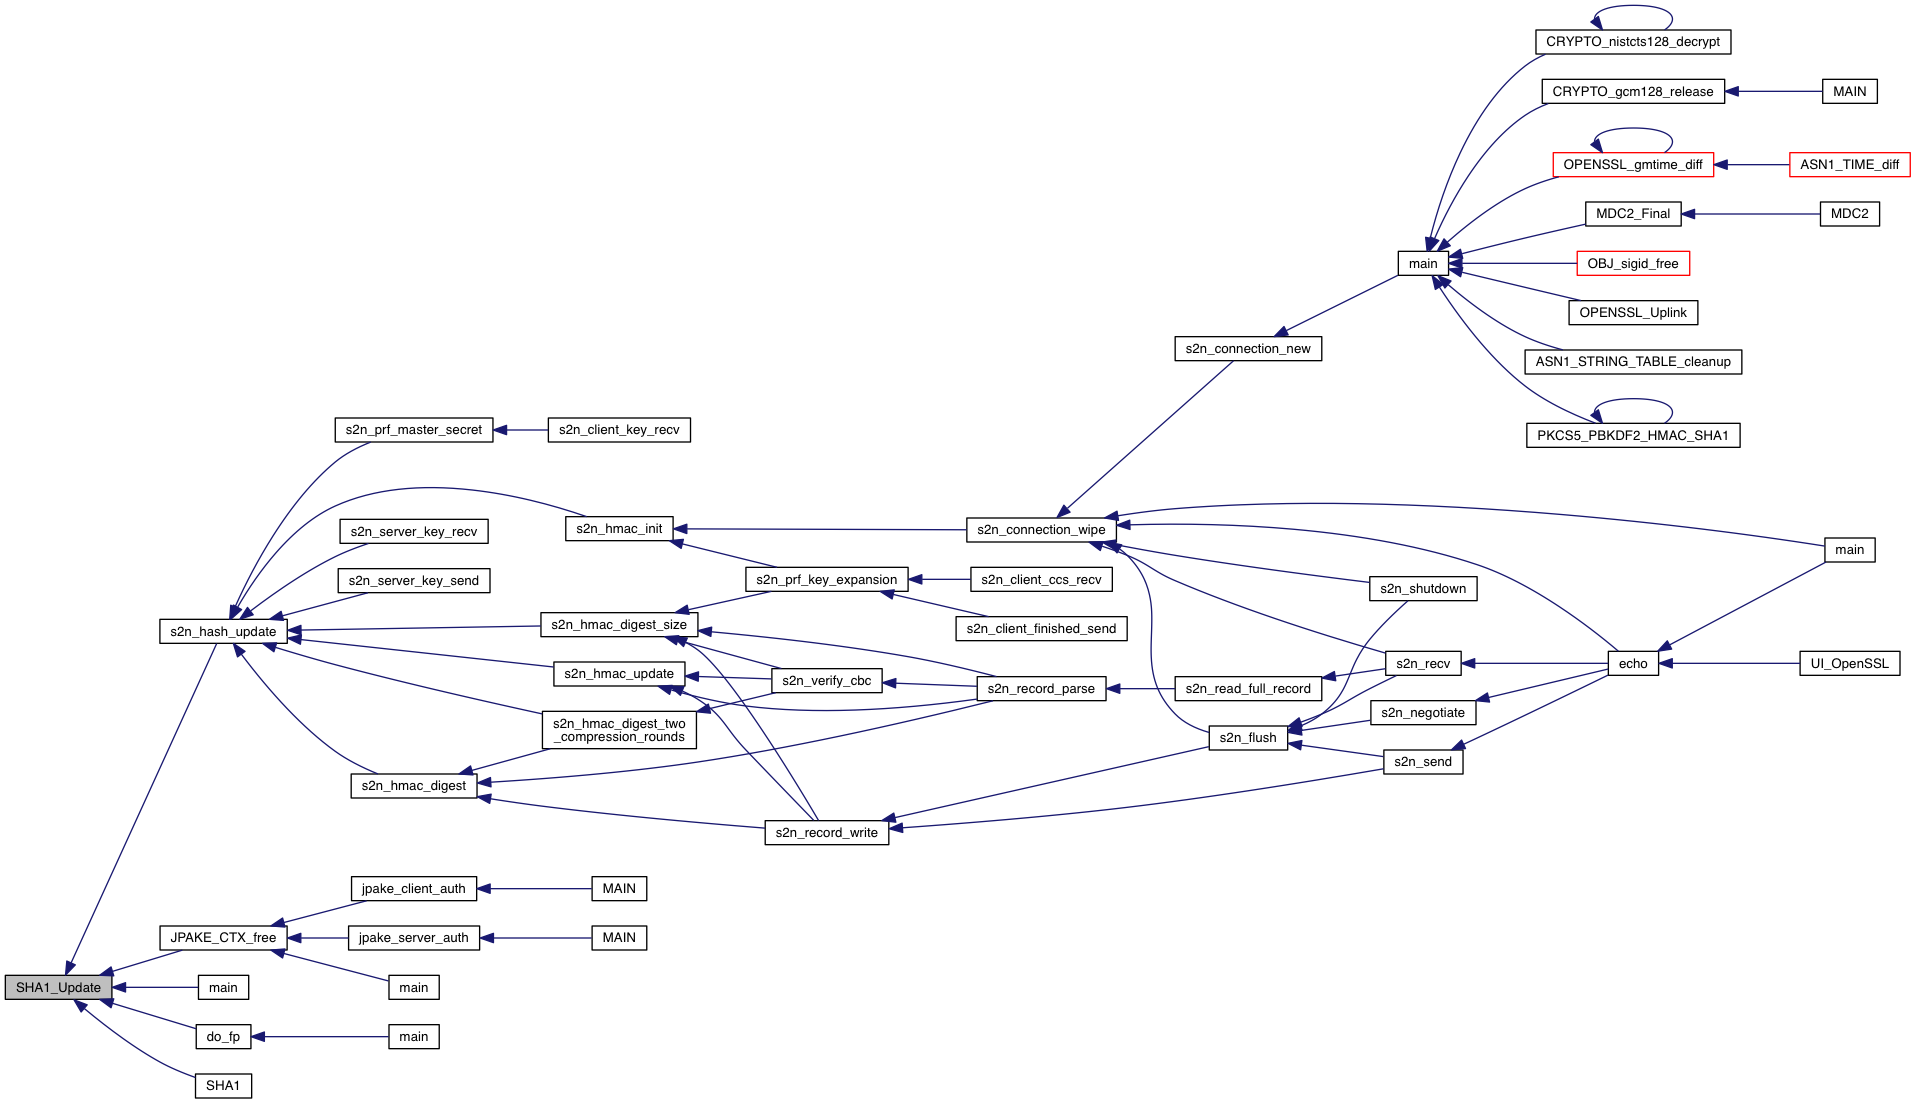 CRYPTO_nistcts128_decrypt
CRYPTO_gcm128_release
MAIN
OPENSSL_gmtime_diff
ASN1_TIME_diff
MDC2_Final
MDC2
main
OBJ_sigid_free
OPENSSL_Uplink
s2n_connection_new
ASN1_STRING_TABLE_cleanup
s2n_prf_master_secret
s2n_client_key_recv
PKCS5_PBKDF2_HMAC_SHA1
s2n_server_key_recv
s2n_hmac_init
s2n_connection_wipe
main
s2n_server_key_send
s2n_prf_key_expansion
s2n_client_ccs_recv
s2n_shutdown
s2n_hash_update
s2n_hmac_digest_size
s2n_client_finished_send
s2n_hmac_update
s2n_verify_cbc
s2n_record_parse
s2n_read_full_record
s2n_recv
echo
UI_OpenSSL
s2n_hmac_digest_two
_compression_rounds
s2n_flush
s2n_negotiate
s2n_send
s2n_hmac_digest
s2n_record_write
jpake_client_auth
MAIN
JPAKE_CTX_free
jpake_server_auth
MAIN
SHA1_Update
main
main
do_fp
main
SHA1